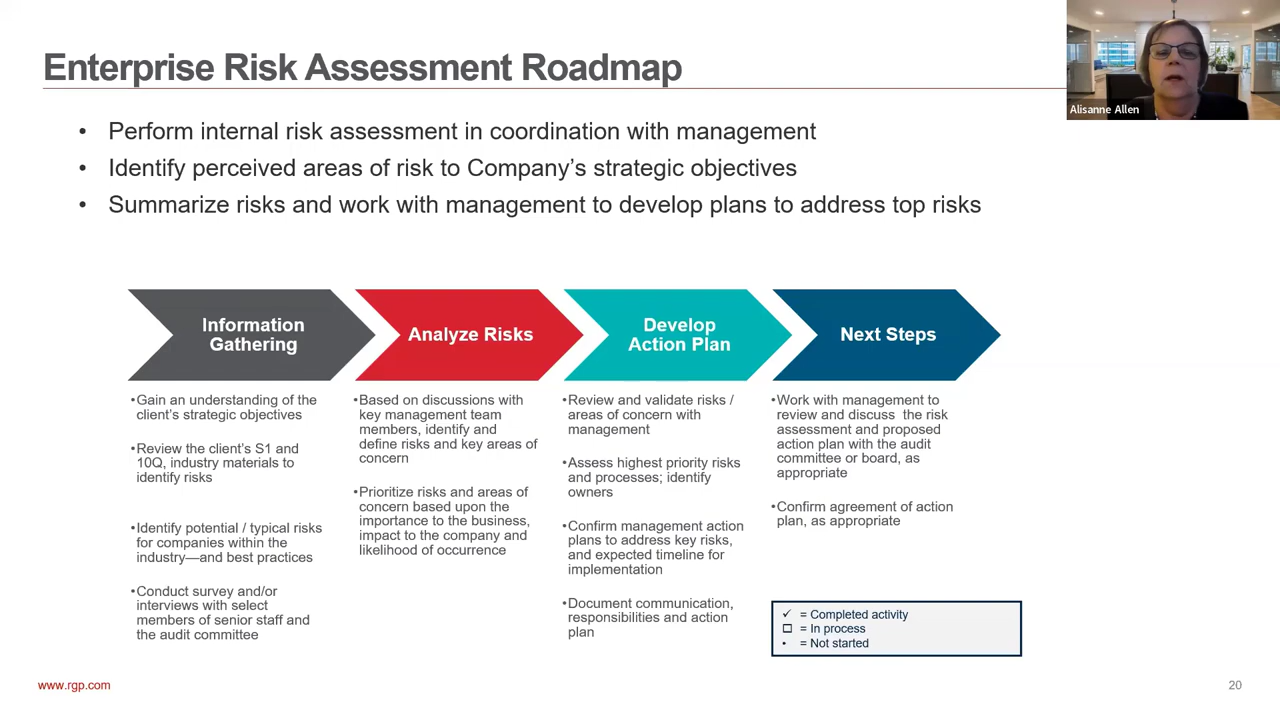 Enterprise Risk Assessment Roadmap
Alisanne Allen
• Perform internal risk assessment in coordination with management
• Identify perceived areas of risk to Company’s strategic objectives
• Summarize risks and work with management to develop plans to address top risks
Information
Gathering
Analyze Risks
Develop
Action Plan
Next Steps
•Gain an understanding of the
client’s strategic objectives
•Review the client’s S1 and
10Q, industry materials to
identify risks
•Identify potential / typical risks
for companies within the
industry—and best practices
•Conduct survey and/or
interviews with select
members of senior staff and
the audit committee
•Based on discussions with
key management team
members, identify and
define risks and key areas of
concern
•Prioritize risks and areas of
concern based upon the
importance to the business,
impact to the company and
likelihood of occurrence
•Review and validate risks /
areas of concern with
management
•Assess highest priority risks
and processes; identify
owners
•Confirm management action
plans to address key risks,
and expected timeline for
implementation
•Document communication,
responsibilities and action
plan
•Work with management to
review and discuss the risk
assessment and proposed
action plan with the audit
committee or board, as
appropriate
•Confirm agreement of action
plan, as appropriate
✓ = Completed activity
☐ = In process
• = Not started
www.rgp.com
20